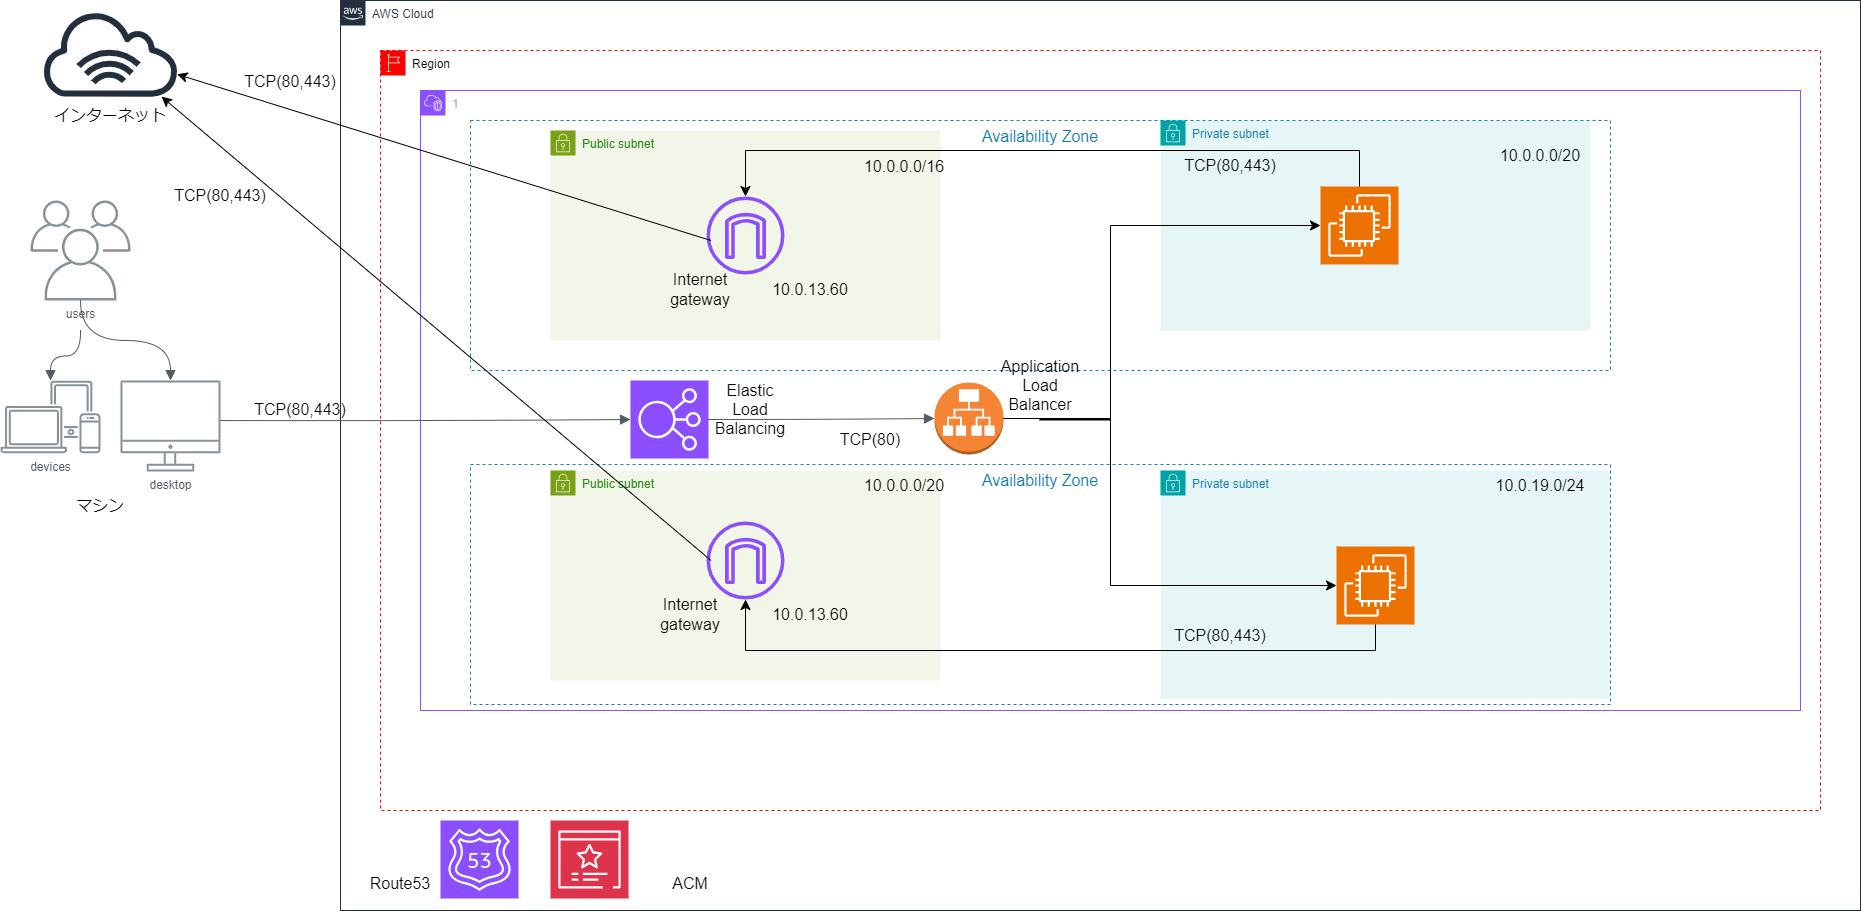 aws
AWS Cloud
Region
1
インターネット
TCP(80,443)
TCP(80,443)
users
devices
desktop
マシン
TCP(80,443)
Availability Zone
Public subnet
10.0.0.0/16
Internet
gateway
10.0.13.60
Private subnet
TCP(80,443)
10.0.0.0/20
Elastic
Load
Balancing
TCP(80)
Application
Load
Balancer
Availability Zone
Public subnet
10.0.0.0/20
Internet
gateway
10.0.13.60
Private subnet
10.0.19.0/24
TCP(80,443)
Route53
53
ACM